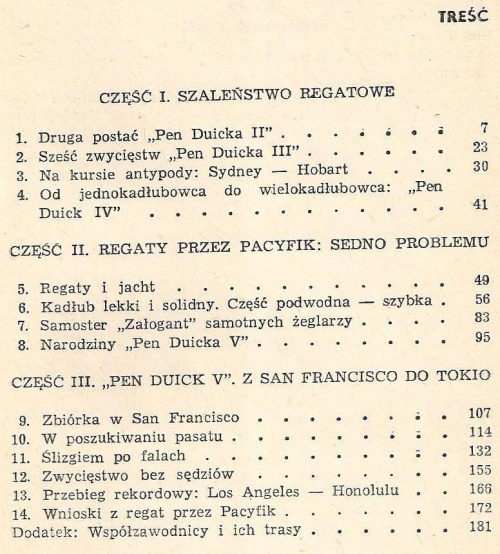 TREŚĆ
CZĘŚĆ I. SZALEŃSTWO REGATOWE
1. Druga postać „Pen Duicka II” . . . . . . . 7
2. Sześć zwycięstw „Pen Duicka III” . . . . . . 23
3. Na kursie antypody: Sydney — Hobart . . . . 30
4. Od jednokadłubowca do wielokadłubowca: „Pen
Duick IV” . . . . . . . . . . . 41
CZĘŚĆ II. REGATY PRZEZ PACYFIK: SEDNO PROBLEMU
5. Regaty i jacht . . . . . . . . . . 49
6. Kadłub lekki i solidny. Część podwodna — szybka . 56
7. Samoster „Załogant” samotnych żeglarzy . . . . 83
8. Narodziny „Pen Duicka V” . . . . . . . 95
CZĘŚĆ III. „PEN DUICK V”. Z SAN FRANCISCO DO TOKIO
9. Zbiórka w San Francisco . . . . . . . 107
10. W poszukiwaniu pasatu . . . . . . . . 114
11. Ślizgiem po falach . . . . . . . . . 132
12. Zwycięstwo bez sędziów . . . . . . . 155
13. Przebieg rekordowy: Los Angeles — Honolulu . . 166
14. Wnioski z regat przez Pacyfik . . . . . . 172
Dodatek: Współzawodnicy i ich trasy . . . . . 181